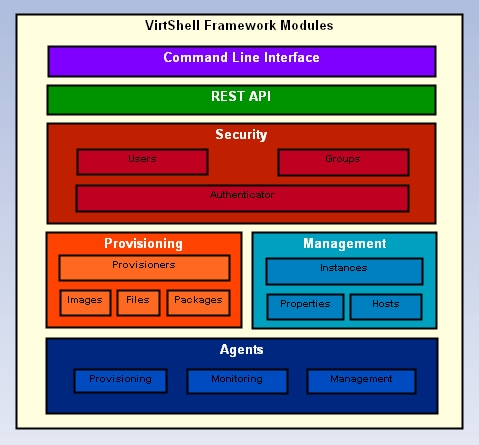 VirtShell Framework Modules
Command Line Interface
REST API
Security
Users Groups
Authenticator
Provisioning
Provisioners
Images Files Packages
Management
Instances
Properties Hosts
Agents
Provisioning Monitoring Management